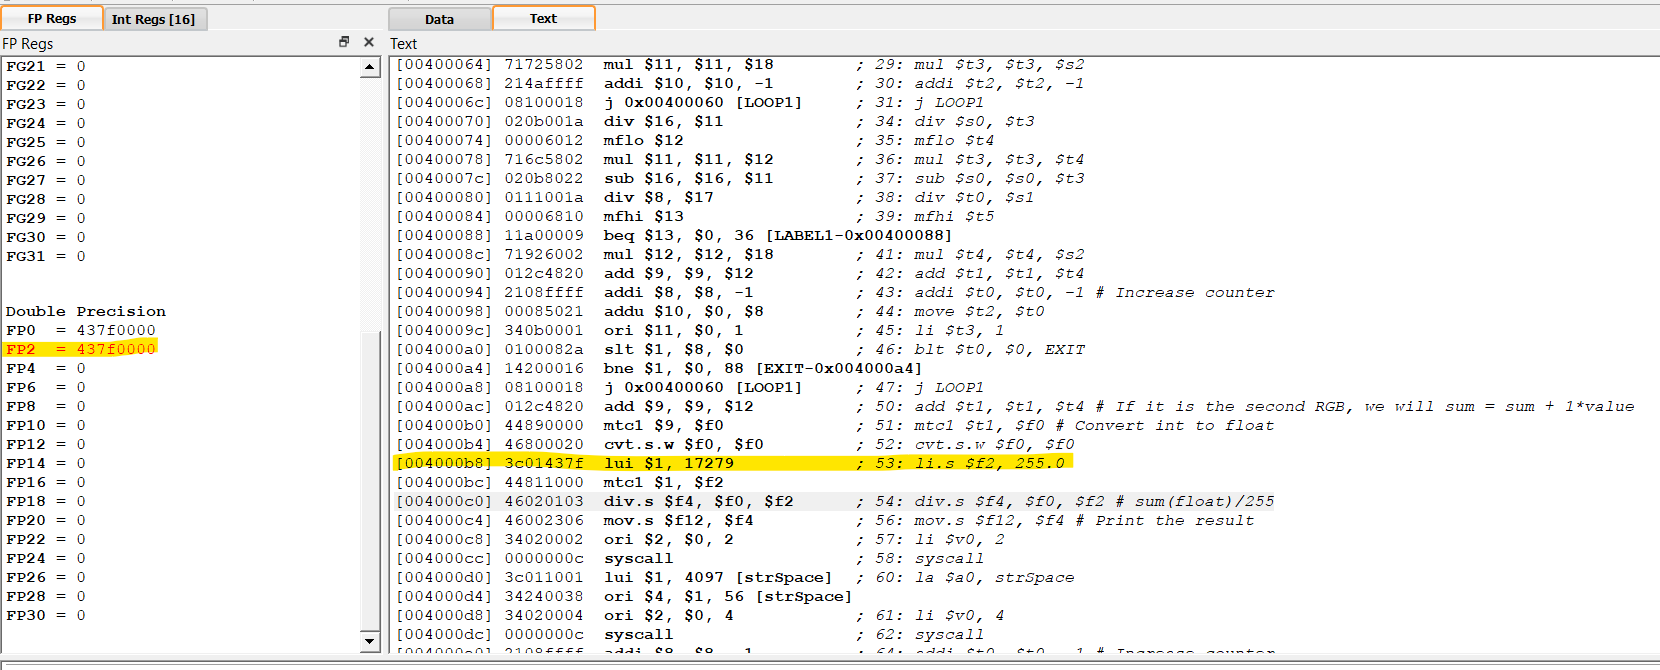 FP Regs
Int Regs [16]
Data
Text
FP Regs
Text
FG21 = 0
FG22 = 0
FG23 = 0
FG24 = 0
FG25 = 0
FG26 = 0
FG27 = 0
FG28 = 0
FG29 = 0
FG30 = 0
FG31 = 0
Double Precision
FP0 = 437f0000
FP2 = 437f0000
FP4 = 0
FP6 = 0
FP8 = 0
FP10 = 0
FP12 = 0
FP14 = 0
FP16 = 0
FP18 = 0
FP20 = 0
FP22 = 0
FP24 = 0
FP26 = 0
FP28 = 0
FP30 = 0
[00400064] 71725802 mul $11, $11, $18 ; 29: mul $t3, $t3, $s2
[00400068] 214affff addi $10, $10, -1 ; 30: addi $t2, $t2, -1
[0040006c] 08100018 j 0x00400060 [LOOP1] ; 31: j LOOP1
[00400070] 020b001a div $16, $11 ; 34: div $s0, $t3
[00400074] 00006012 mflo $12 ; 35: mflo $t4
[00400078] 716c5802 mul $11, $11, $12 ; 36: mul $t3, $t3, $t4
[0040007c] 020b8022 sub $16, $16, $11 ; 37: sub $s0, $s0, $t3
[00400080] 0111001a div $8, $17 ; 38: div $t0, $s1
[00400084] 00006810 mfhi $13 ; 39: mfhi $t5
[00400088] 11a00009 beq $13, $0, 36 [LABEL1-0x00400088]
[0040008c] 71926002 mul $12, $12, $18 ; 41: mul $t4, $t4, $s2
[00400090] 012c4820 add $9, $9, $12 ; 42: add $t1, $t1, $t4
[00400094] 2108ffff addi $8, $8, -1 ; 43: addi $t0, $t0, -1 # Increase counter
[00400098] 00085021 addu $10, $0, $8 ; 44: move $t2, $t0
[0040009c] 340b0001 ori $11, $0, 1 ; 45: li $t3, 1
[004000a0] 0100082a slt $1, $8, $0 ; 46: blt $t0, $0, EXIT
[004000a4] 14200016 bne $1, $0, 88 [EXIT-0x004000a4]
[004000a8] 08100018 j 0x00400060 [LOOP1] ; 47: j LOOP1
[004000ac] 012c4820 add $9, $9, $12 ; 50: add $t1, $t1, $t4 # If it is the second RGB, we will sum = sum + 1*value
[004000b0] 44890000 mtc1 $9, $f0 ; 51: mtc1 $t1, $f0 # Convert int to float
[004000b4] 46800020 cvt.s.w $f0, $f0 ; 52: cvt.s.w $f0, $f0
[004000b8] 3c01437f lui $1, 17279 ; 53: li.s $f2, 255.0
[004000bc] 44811000 mtc1 $1, $f2
[004000c0] 46020103 div.s $f4, $f0, $f2 ; 54: div.s $f4, $f0, $f2 # sum(float)/255
[004000c4] 46002306 mov.s $f12, $f4 ; 56: mov.s $f12, $f4 # Print the result
[004000c8] 34020002 ori $2, $0, 2 ; 57: li $v0, 2
[004000cc] 0000000c syscall ; 58: syscall
[004000d0] 3c011001 lui $1, 4097 [strSpace] ; 60: la $a0, strSpace
[004000d4] 34240038 ori $4, $1, 56 [strSpace]
[004000d8] 34020004 ori $2, $0, 4 ; 61: li $v0, 4
[004000dc] 0000000c syscall ; 62: syscall
[004000e0] 2108ffff addi $8, $8, -1 ; 64: addi $t0, $t0, -1 # Increase counter